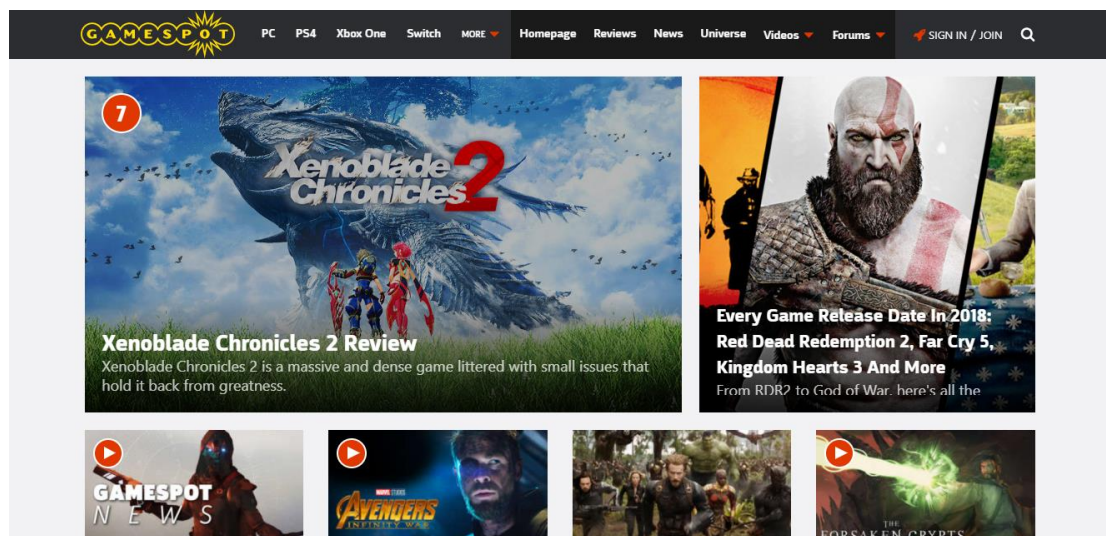 GAMESPOT
PC PS4 Xbox One Switch MORE Homepage Reviews News Universe Videos Forums SIGN IN / JOIN
7
Xenoblade
Chronicles 2
Xenoblade Chronicles 2 Review
Xenoblade Chronicles 2 is a massive and dense game littered with small issues that
hold it back from greatness.
Every Game Release Date In 2018:
Red Dead Redemption 2, Far Cry 5,
Kingdom Hearts 3 And More
From RDR2 to God of War, here's all the
GAMESPOT
NEWS
MARVEL STUDIOS
AVENGERS
INFINITY WAR
THE
FORSAKEN CRYPTS